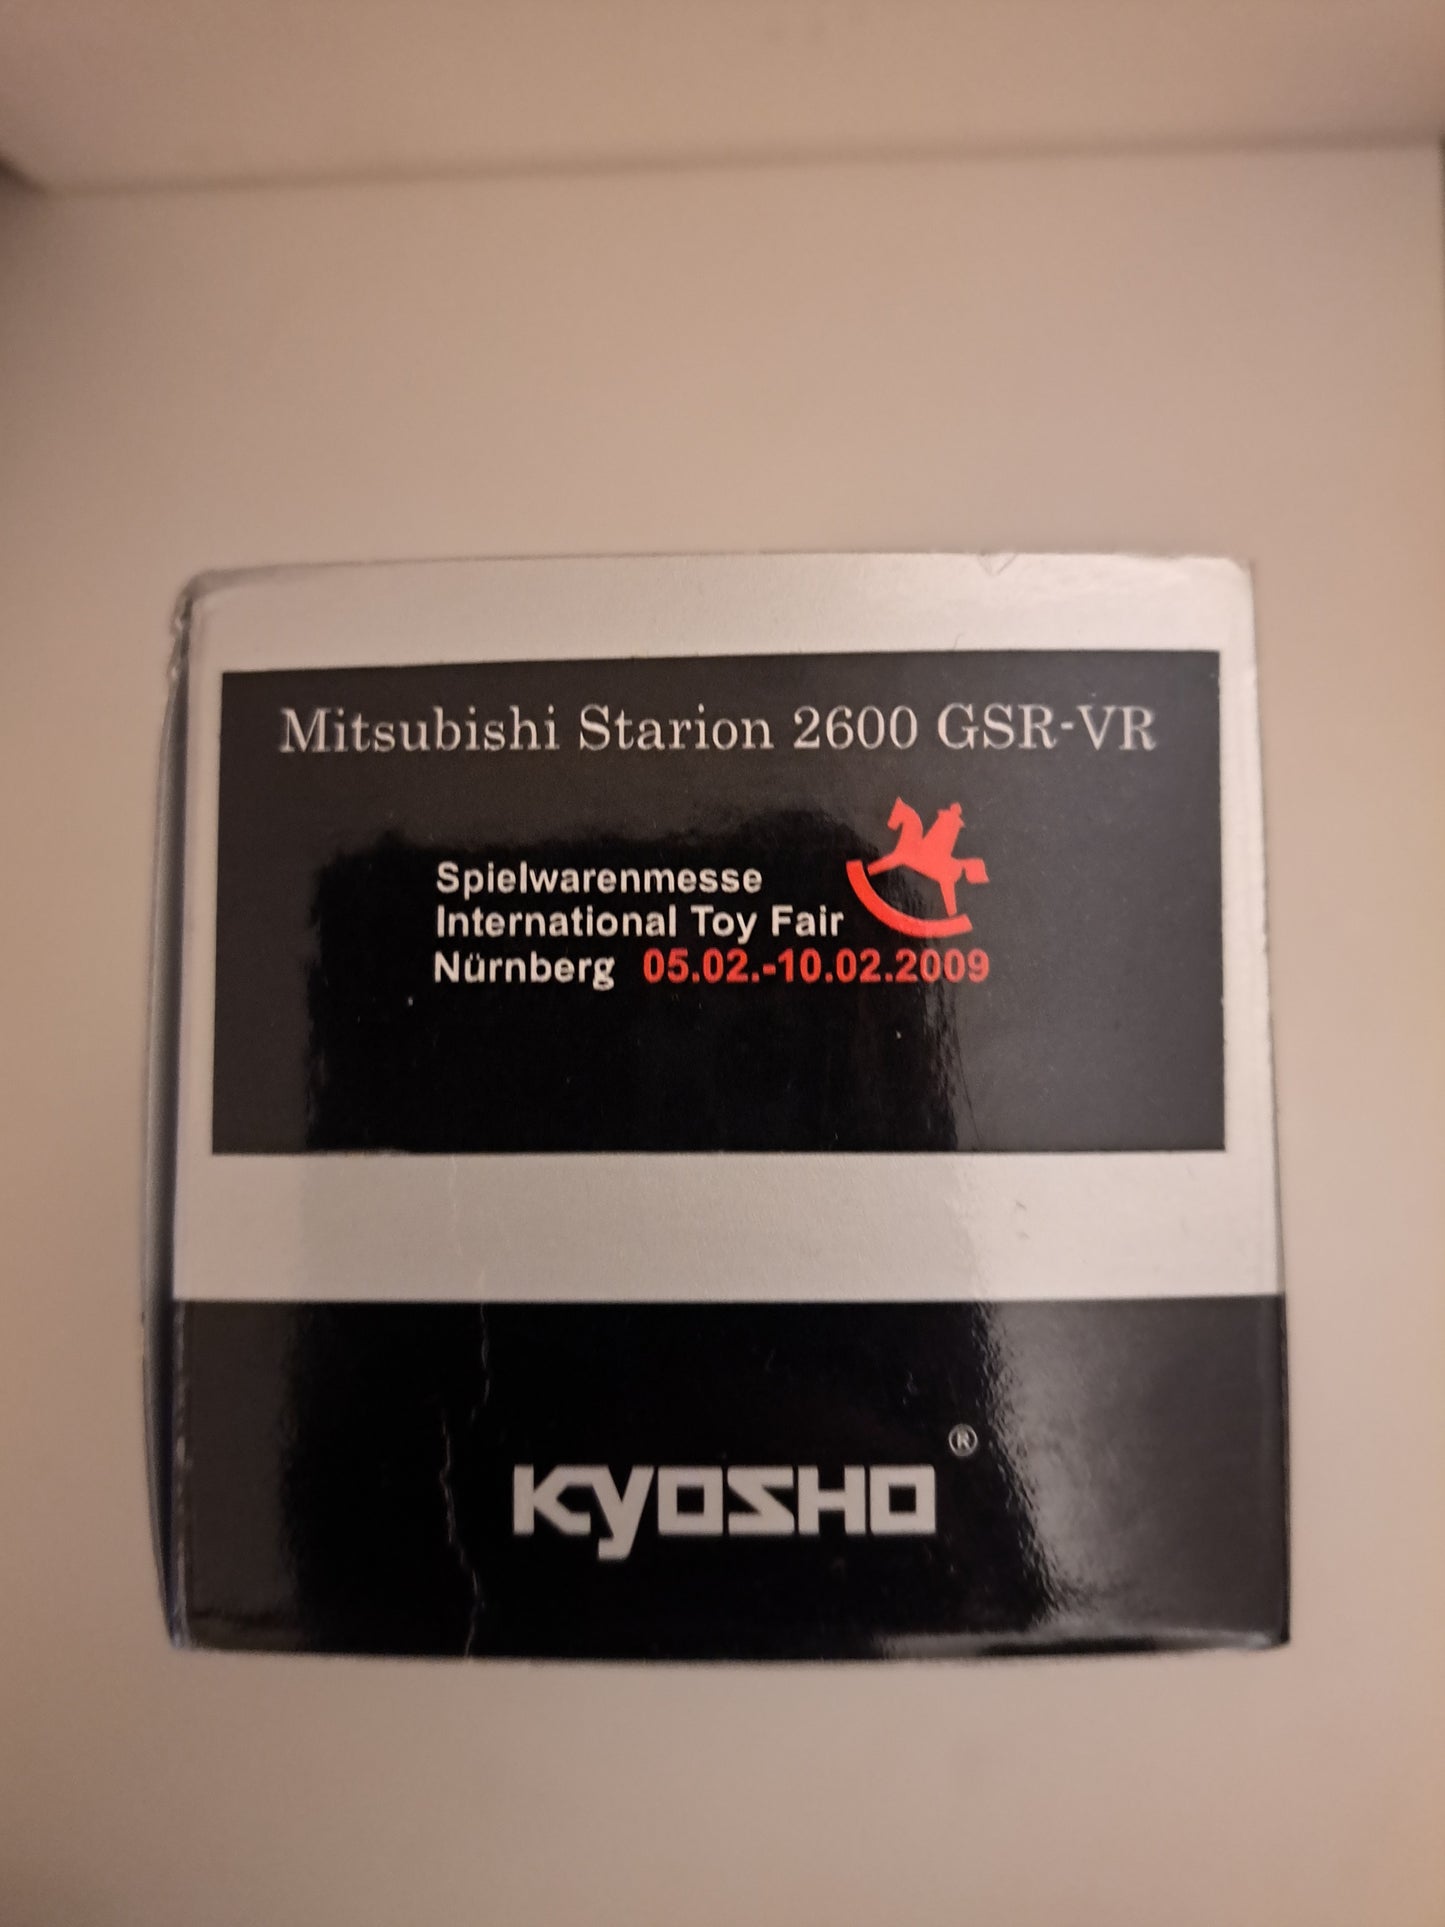 Mitsubishi Starion 2600 GSR-VR
Spielwarenmesse
International Toy Fair
Nürnberg 05.02.-10.02.2009
KYOSHO ®